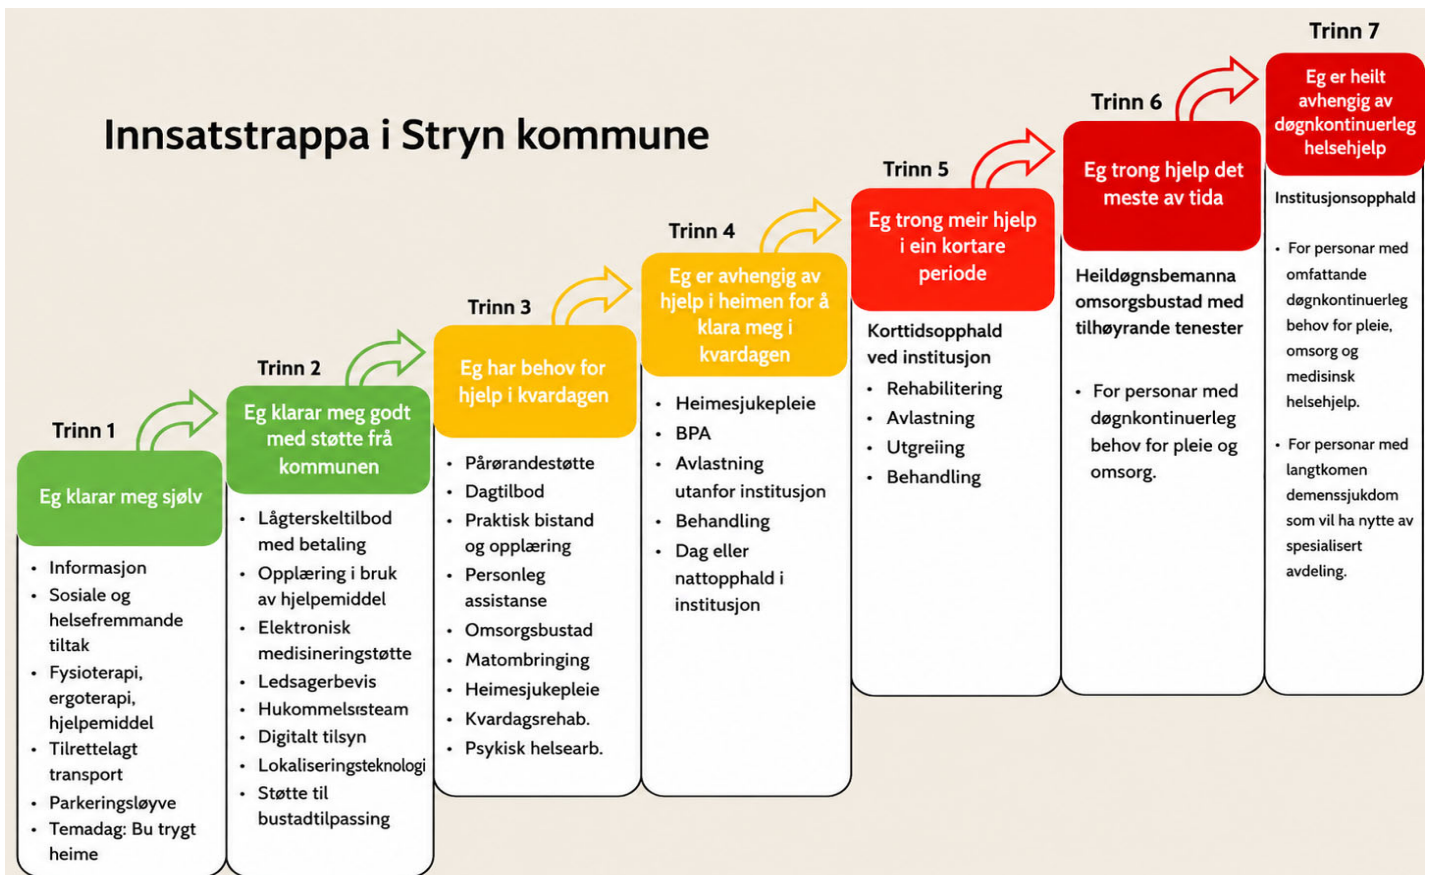 Innsatstrappa i Stryn kommune
Trinn 1
Eg klarar meg sjølv
• Informasjon
• Sosiale og
helsefremmande
tiltak
• Fysioterapi,
ergoterapi,
hjelpemiddel
• Tilrettelagt
transport
• Parkeringsløyve
• Temadag: Bu trygt
heime
Trinn 2
Eg klarar meg godt
med støtte frå
kommunen
• Lågterskeltilbod
med betaling
• Opplæring i bruk
av hjelpemiddel
• Elektronisk
medisineringstøtte
• Ledsagerbevis
• Hukommelsısteam
• Digitalt tilsyn
• Lokaliseringsteknologi
• Støtte til
bustadtilpassing
Trinn 3
Eg har behov for
hjelp i kvardagen
• Pårørandestøtte
• Dagtilbod
• Praktisk bistand
og opplæring
• Personleg
assistanse
• Omsorgsbustad
• Matombringing
• Heimesjukepleie
• Kvardagsrehab.
• Psykisk helsearb.
Trinn 4
Eg er avhengig av
hjelp i heimen for å
klara meg i
kvardagen
• Heimesjukepleie
• BPA
• Avlastning
utanfor institusjon
• Behandling
• Dag eller
nattopphald i
institusjon
Trinn 5
Eg trong meir hjelp
i ein kortare
periode
Korttidsopphald
ved institusjon
• Rehabilitering
• Avlastning
• Utgreiing
• Behandling
Trinn 6
Eg trong hjelp det
meste av tida
Heildøgnsbemanna
omsorgsbustad med
tilhøyrande tenester
• For personar med
døgnkontinuerleg
behov for pleie og
omsorg.
Trinn 7
Eg er heilt
avhengig av
døgnkontinuerleg
helsehjelp
Institusjonsopphald
• For personar med
omfattande
døgnkontinuerleg
behov for pleie,
omsorg og
medisinsk
helsehjelp.
• For personar med
langtkomen
demenssjukdom
som vil ha nytte av
spesialisert
avdeling.